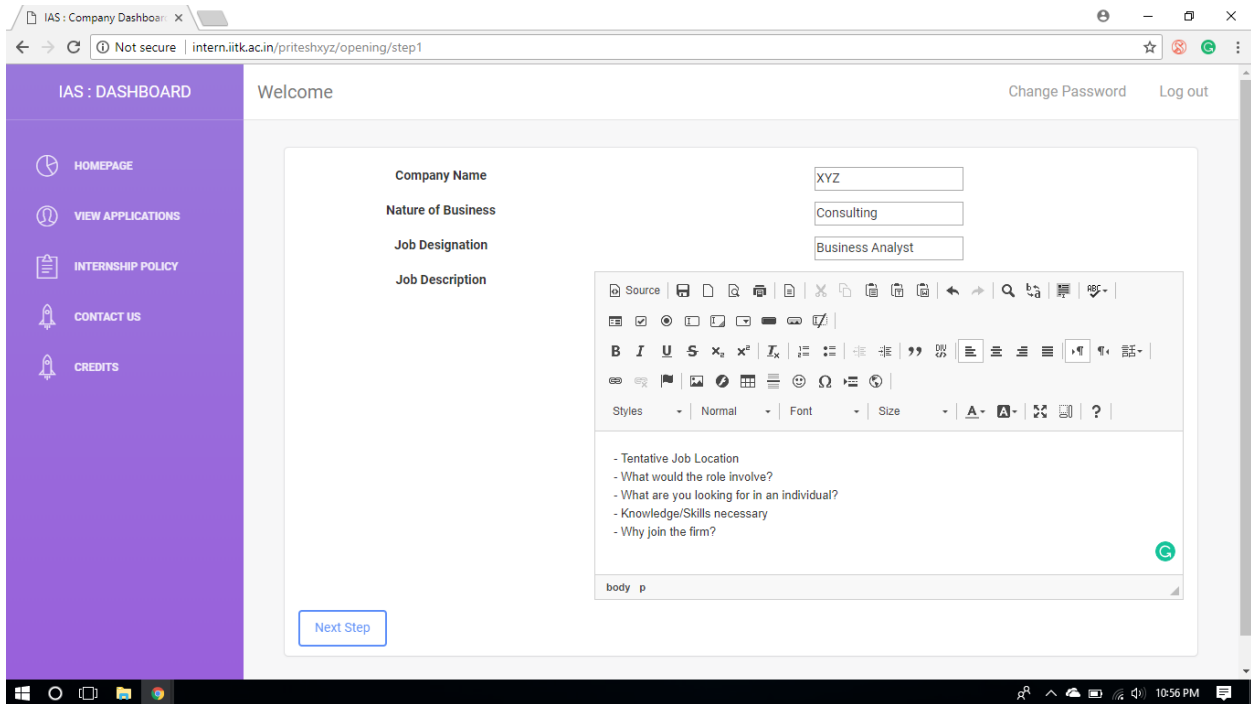 IAS : Company Dashboar
Not secure | intern.iitk.ac.in/priteshxyz/opening/step1
IAS : DASHBOARD
Welcome
Change Password
Log out
HOMEPAGE
VIEW APPLICATIONS
INTERNSHIP POLICY
CONTACT US
CREDITS
Company Name
XYZ
Nature of Business
Consulting
Job Designation
Business Analyst
Job Description
Source
Styles
Normal
Font
Size
- Tentative Job Location
- What would the role involve?
- What are you looking for in an individual?
- Knowledge/Skills necessary
- Why join the firm?
body p
Next Step
10:56 PM